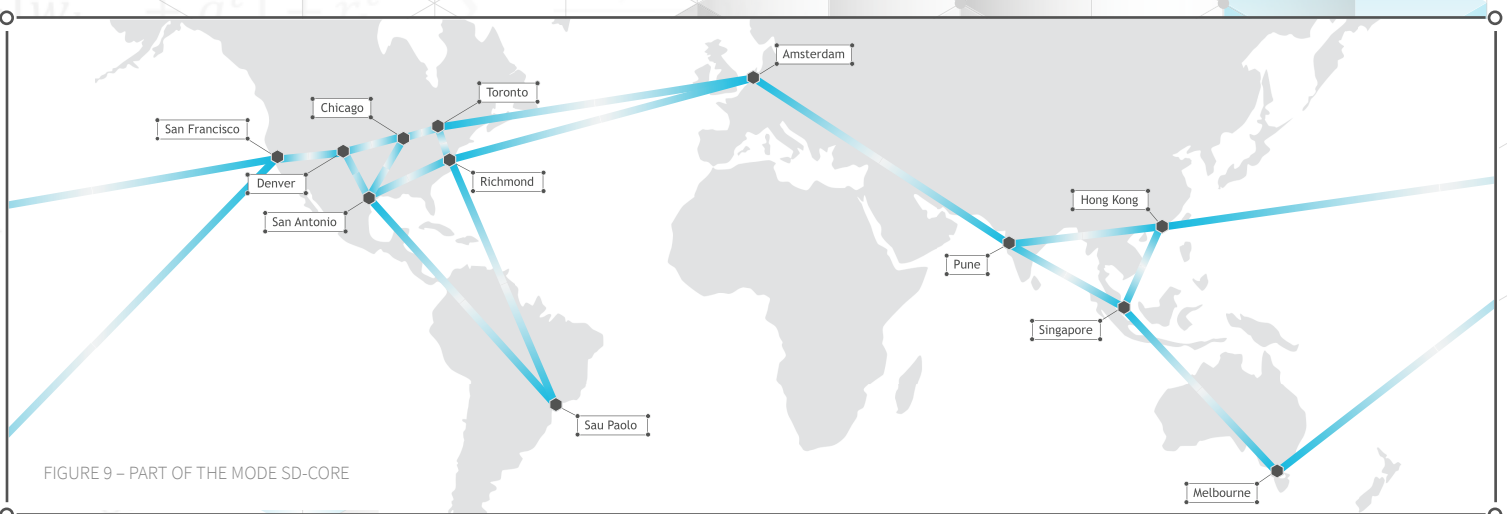 Amsterdam
Toronto
Chicago
San Francisco
Denver
Richmond
San Antonio
Hong Kong
Pune
Singapore
Sau Paolo
FIGURE 9 – PART OF THE MODE SD-CORE
Melbourne